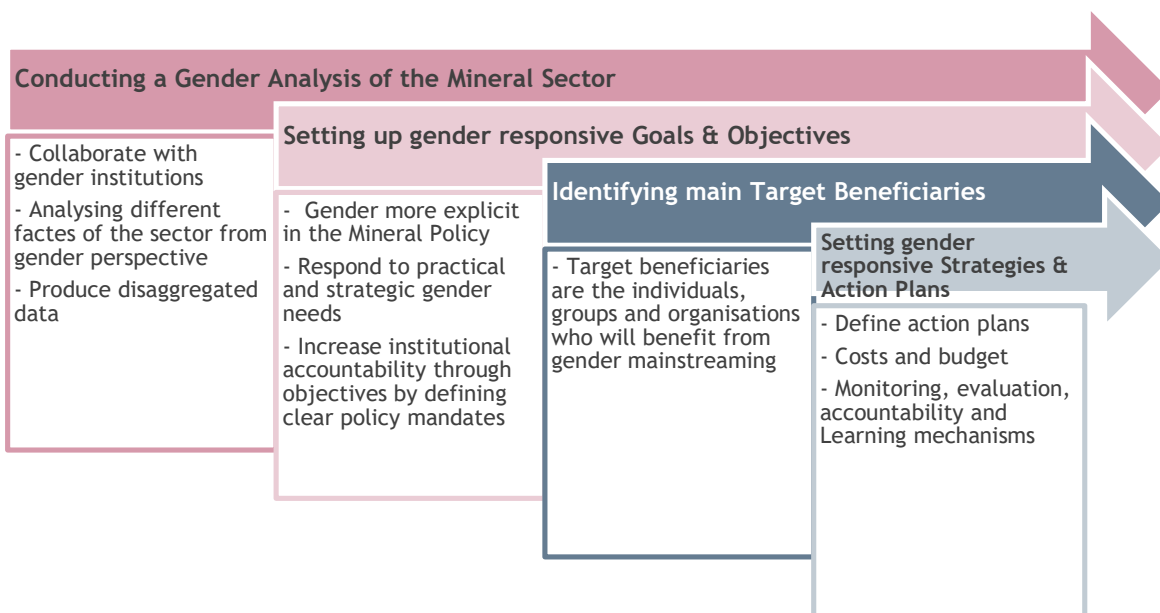 Conducting a Gender Analysis of the Mineral Sector
- Collaborate with
gender institutions
- Analysing different
factes of the sector from
gender perspective
- Produce disaggregated
data
Setting up gender responsive Goals & Objectives
- Gender more explicit
in the Mineral Policy
- Respond to practical
and strategic gender
needs
- Increase institutional
accountability through
objectives by defining
clear policy mandates
Identifying main Target Beneficiaries
- Target beneficiaries
are the individuals,
groups and organisations
who will benefit from
gender mainstreaming
Setting gender
responsive Strategies &
Action Plans
- Define action plans
- Costs and budget
- Monitoring, evaluation,
accountability and
Learning mechanisms